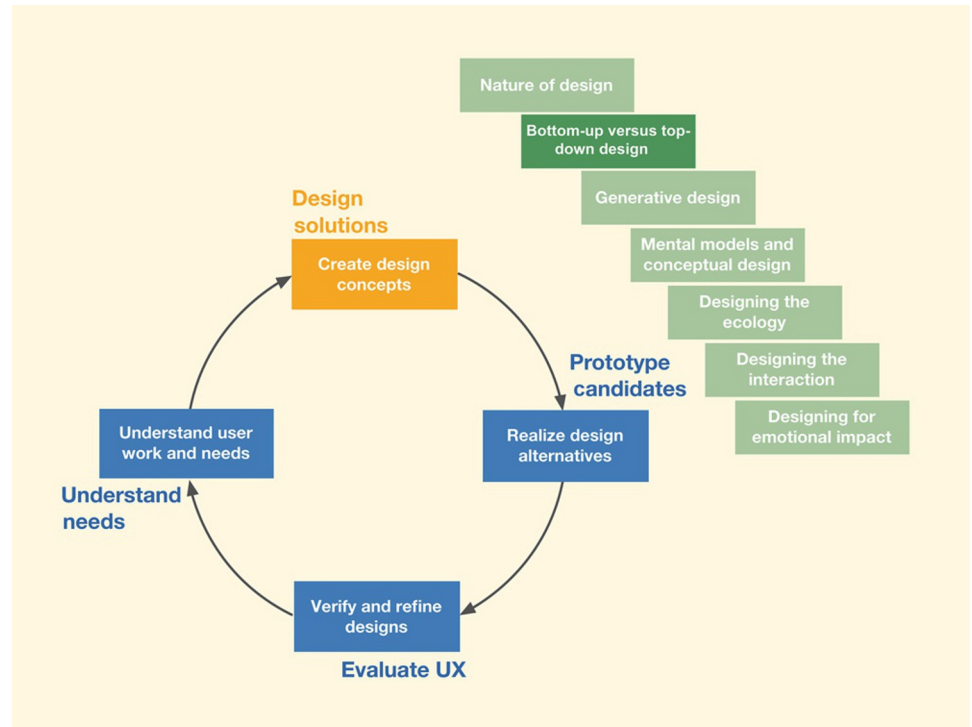 Nature of design
Bottom-up versus top-
down design
Generative design
Mental models and
conceptual design
Designing the
ecology
Designing the
interaction
Designing for
emotional impact
Design
solutions
Create design
concepts
Prototype
candidates
Realize design
alternatives
Understand user
work and needs
Understand
needs
Verify and refine
designs
Evaluate UX